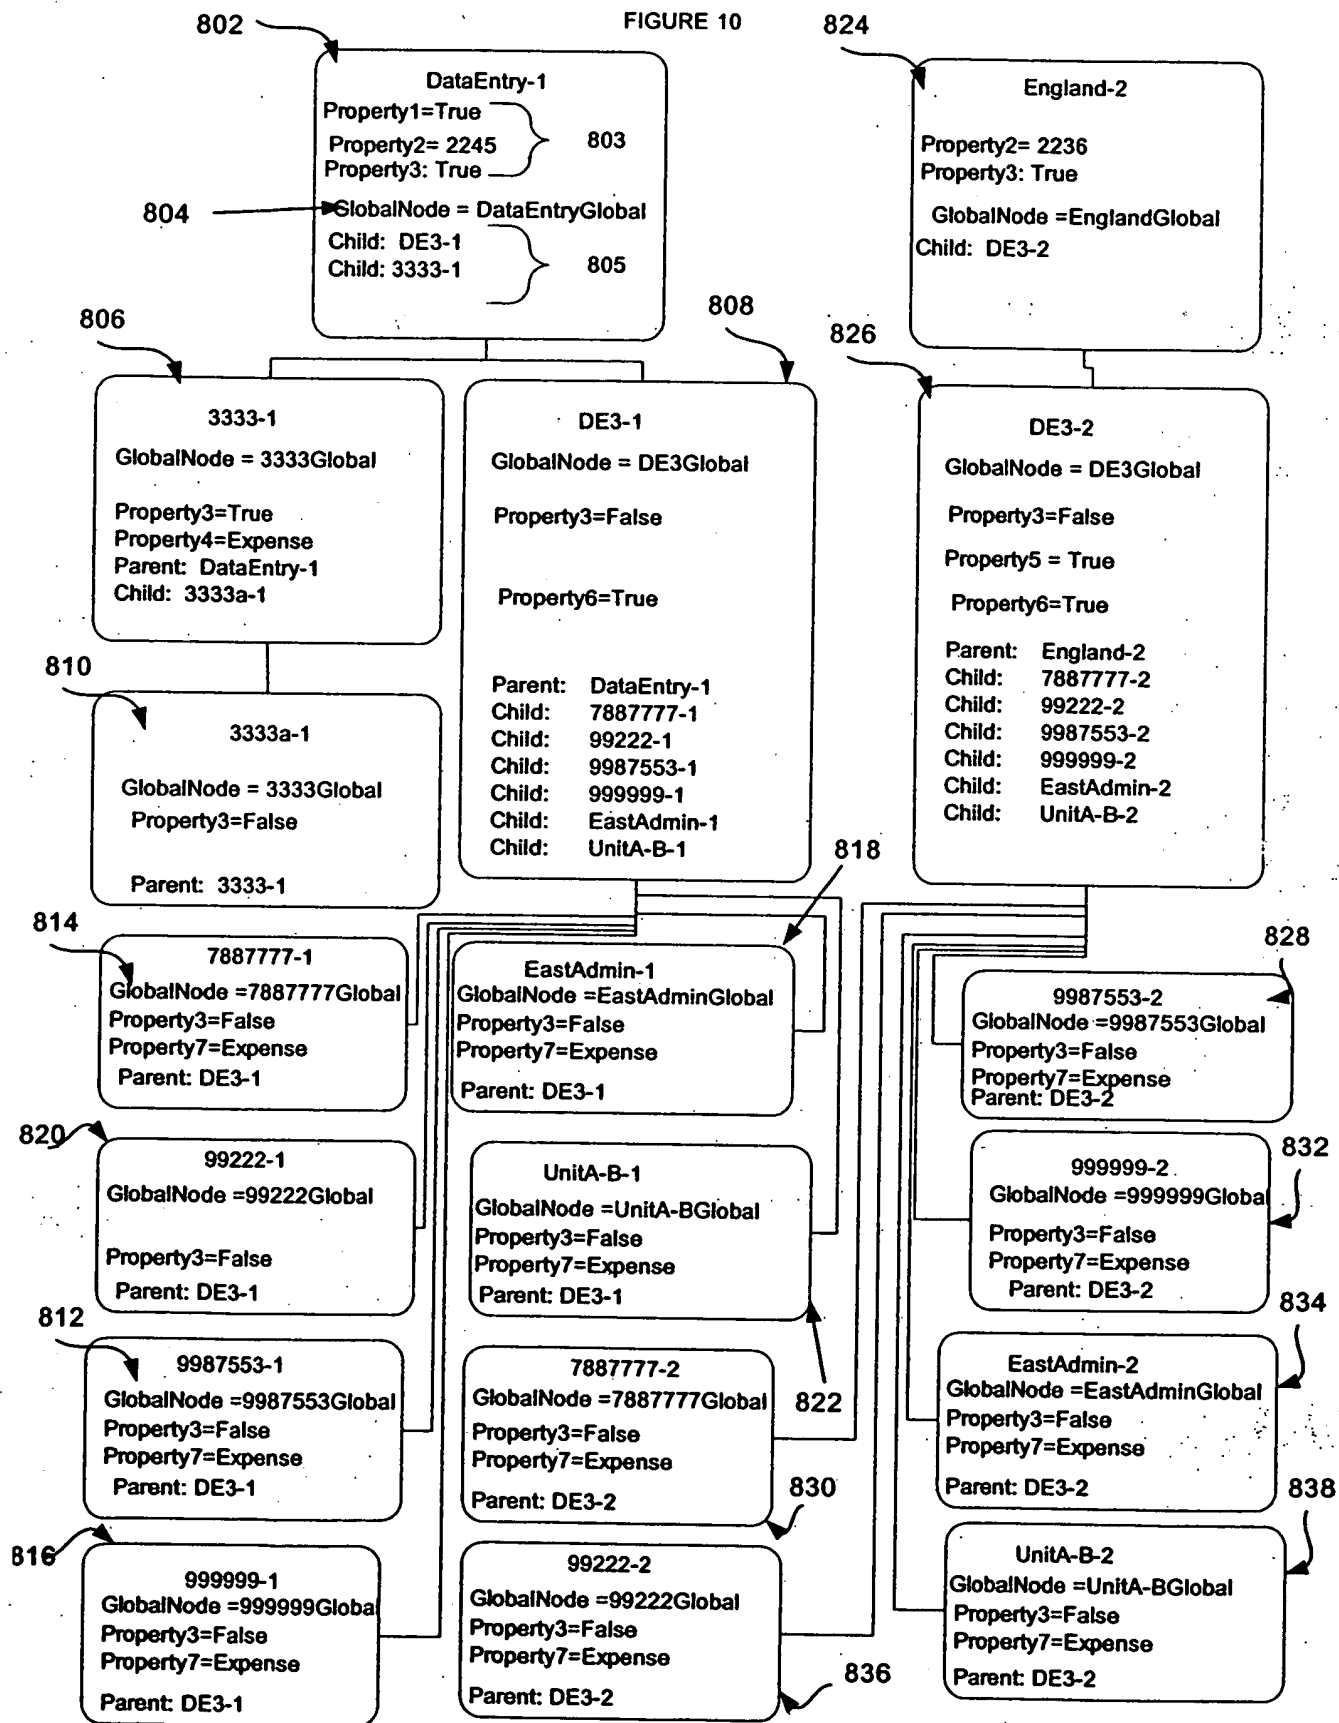 FIGURE 10
802
DataEntry-1
Property1=True
Property2= 2245
Property3: True
803
804
GlobalNode = DataEntryGlobal
Child: DE3-1
Child: 3333-1
805
824
England-2
Property2= 2236
Property3: True
GlobalNode =EnglandGlobal
Child: DE3-2
806
3333-1
GlobalNode = 3333Global
Property3=True
Property4=Expense
Parent: DataEntry-1
Child: 3333a-1
808
DE3-1
GlobalNode = DE3Global
Property3=False
Property6=True
Parent: DataEntry-1
Child: 7887777-1
Child: 99222-1
Child: 9987553-1
Child: 999999-1
Child: EastAdmin-1
Child: UnitA-B-1
826
DE3-2
GlobalNode = DE3Global
Property3=False
Property5 = True
Property6=True
Parent: England-2
Child: 7887777-2
Child: 99222-2
Child: 9987553-2
Child: 999999-2
Child: EastAdmin-2
Child: UnitA-B-2
810
3333a-1
GlobalNode = 3333Global
Property3=False
Parent: 3333-1
814
7887777-1
GlobalNode =7887777Global
Property3=False
Property7=Expense
Parent: DE3-1
818
EastAdmin-1
GlobalNode =EastAdminGlobal
Property3=False
Property7=Expense
Parent: DE3-1
828
9987553-2
GlobalNode =9987553Global
Property3=False
Property7=Expense
Parent: DE3-2
820
99222-1
GlobalNode =99222Global
Property3=False
Parent: DE3-1
UnitA-B-1
GlobalNode =UnitA-BGlobal
Property3=False
Property7=Expense
Parent: DE3-1
822
832
999999-2
GlobalNode =999999Global
Property3=False
Property7=Expense
Parent: DE3-2
812
9987553-1
GlobalNode =9987553Global
Property3=False
Property7=Expense
Parent: DE3-1
7887777-2
GlobalNode =7887777Global
Property3=False
Property7=Expense
Parent: DE3-2
830
834
EastAdmin-2
GlobalNode =EastAdminGlobal
Property3=False
Property7=Expense
Parent: DE3-2
816
999999-1
GlobalNode =999999Global
Property3=False
Property7=Expense
Parent: DE3-1
99222-2
GlobalNode =99222Global
Property3=False
Property7=Expense
Parent: DE3-2
836
838
UnitA-B-2
GlobalNode =UnitA-BGlobal
Property3=False
Property7=Expense
Parent: DE3-2